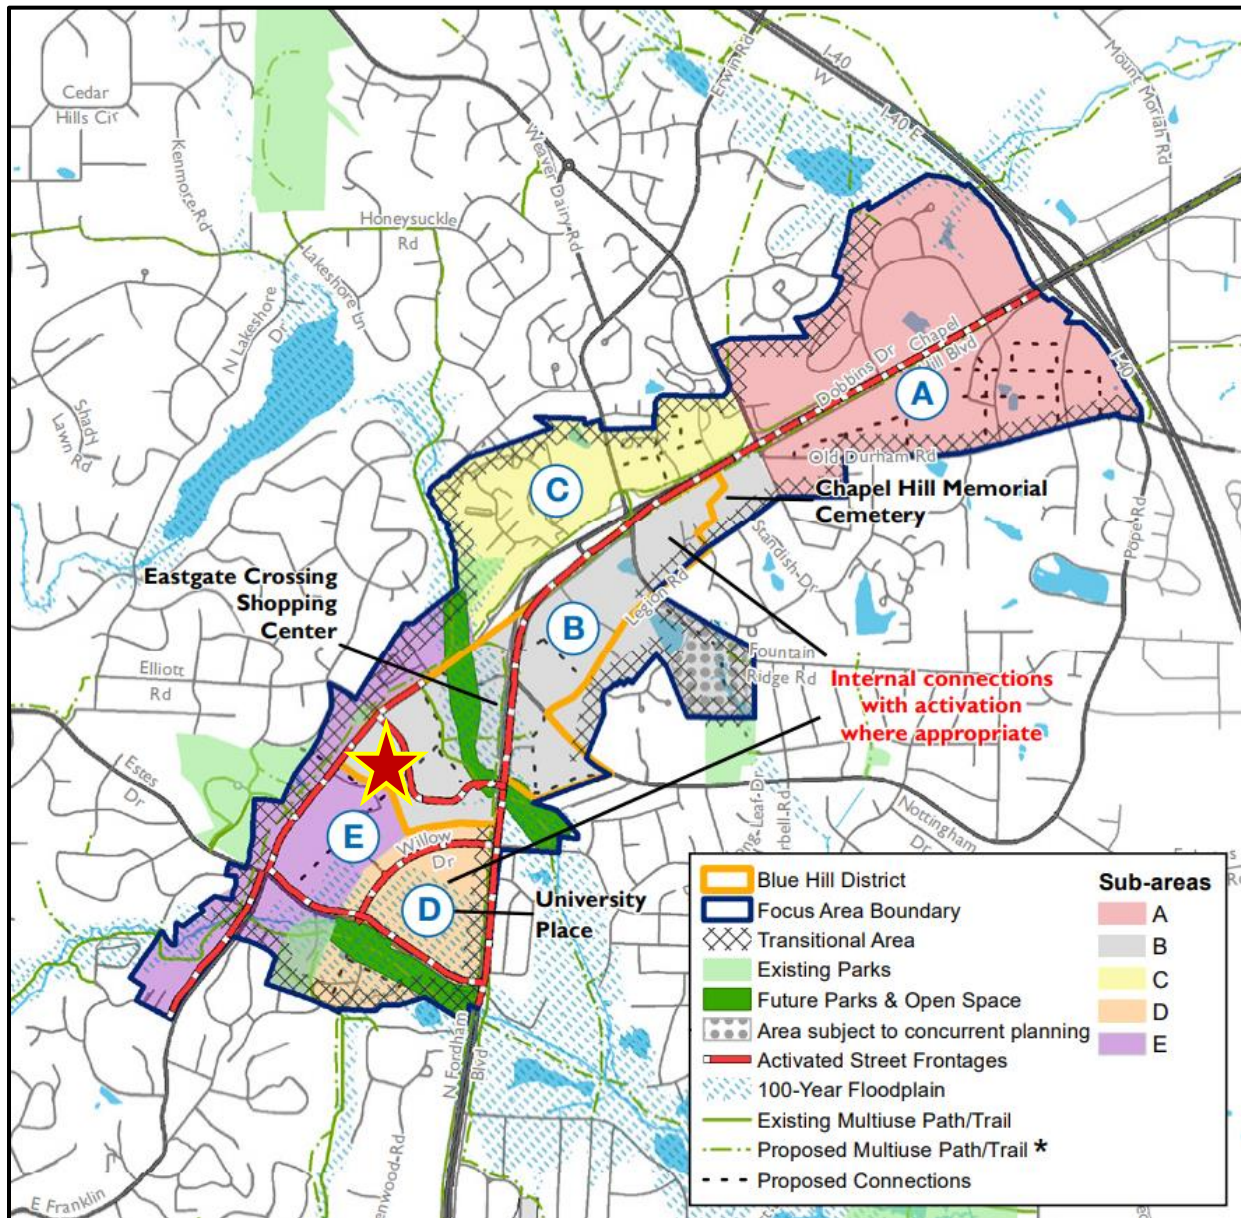 Cedar
Hills Cir
Kenmore Rd
Honeysuckle
Rd
Lakeshore Ln
N Lakeshore
Dr
Shady
Lawn Rd
Weaver Dairy Rd
Erwin Rd
I-40
W
I-40 E
Mount Moriah Rd
I-40
Dobbins Dr
Chapel
Hill Blvd
A
Old Durham Rd
C
Chapel Hill Memorial
Cemetery
Standish Dr
Pope Rd
Eastgate Crossing
Shopping
Center
B
Legion Rd
Fountain
Ridge Rd
Internal connections
with activation
where appropriate
Elliott
Rd
Estes
Dr
E
Willow
Dr
D
University
Place
Nottingham
Dr
N Fordham
Blvd
E Franklin
Blue Hill District
Focus Area Boundary
Transitional Area
Existing Parks
Future Parks & Open Space
Area subject to concurrent planning
Activated Street Frontages
100-Year Floodplain
Existing Multiuse Path/Trail
Proposed Multiuse Path/Trail *
Proposed Connections
Sub-areas
A
B
C
D
E